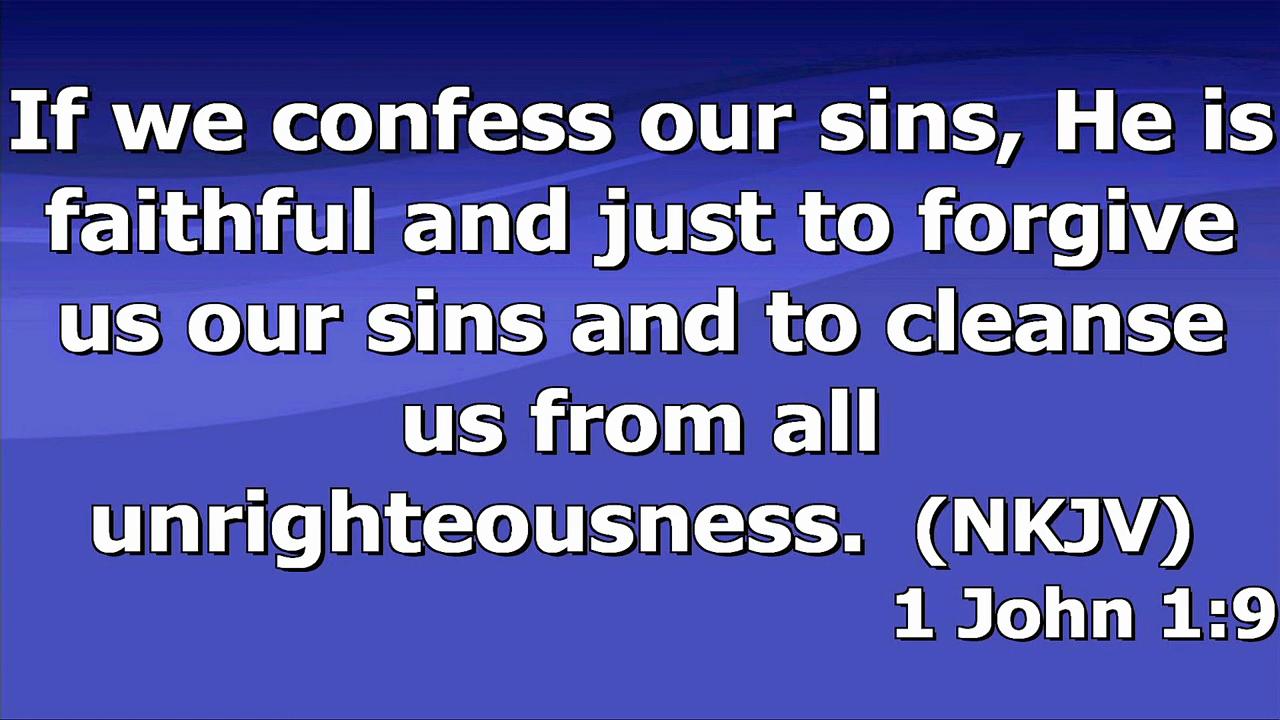 If we confess our sins, He is
faithful and just to forgive
us our sins and to cleanse
us from all
unrighteousness.  (NKJV)
1 John 1:9